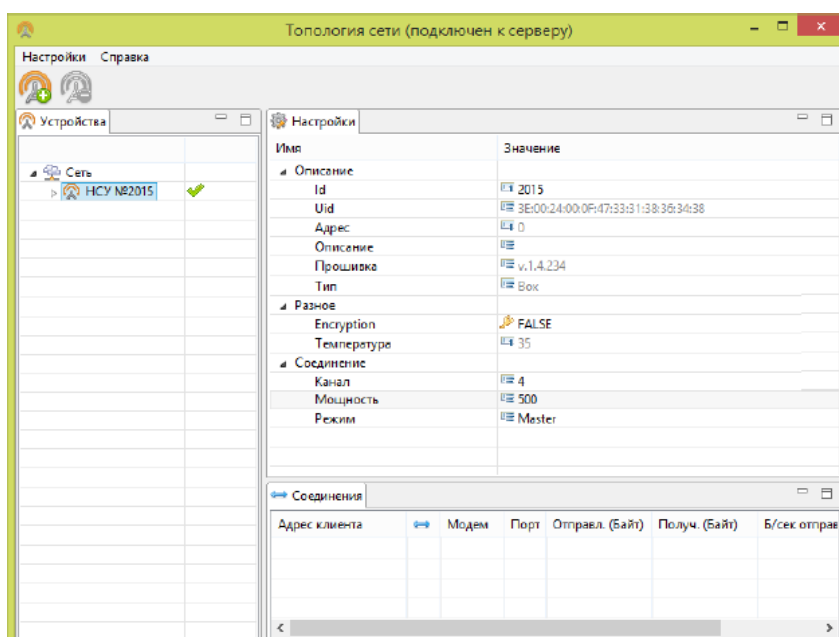 Топология сети (подключен к серверу)
Настройки Справка
Устройства
Сеть
НСУ №2015
Настройки
Имя Значение
Описание
Id 2015
Uid 3E:00:24:00:0F:47:33:31:38:36:34:38
Адрес 0
Описание
Прошивка v.1.4.234
Тип Box
Разное
Encryption FALSE
Температура 35
Соединение
Канал 4
Мощность 500
Режим Master
Соединения
Адрес клиента Модем Порт Отправл. (Байт) Получ. (Байт) Б/сек отправ